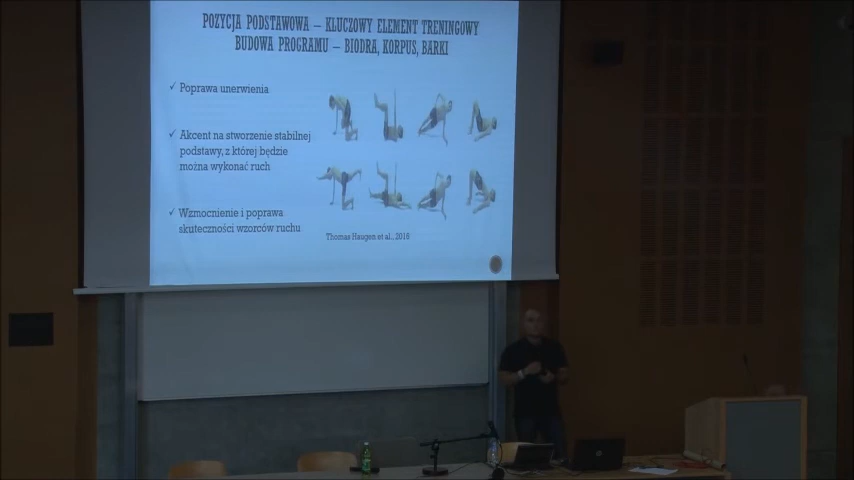 POZYCJA PODSTAWOWA – KLUCZOWY ELEMENT TRENINGOWY
BUDOWA PROGRAMU – BIODRA, KORPUS, BARKI
✓ Poprawa unerwienia
✓ Akcent na stworzenie stabilnej
podstawy, z której będzie
można wykonać ruch
✓ Wzmocnienie i poprawa
skuteczności wzorców ruchu
Thomas Haugen et al., 2016